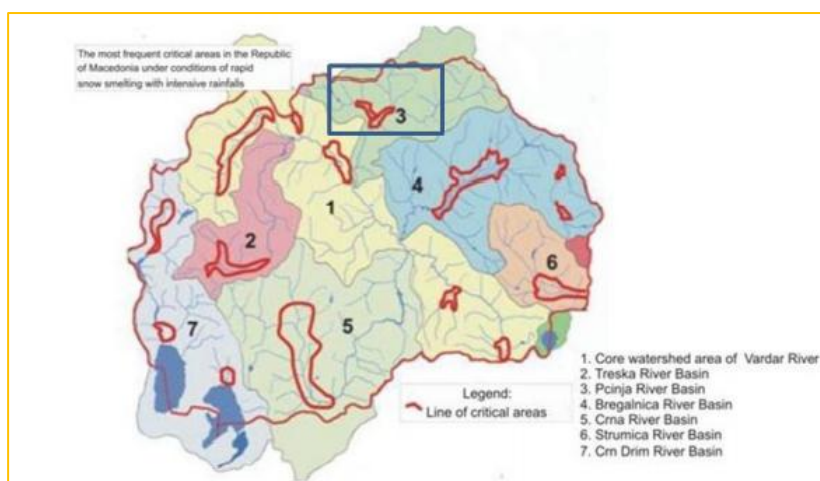 The most frequent critical areas in the Republic
of Macedonia under conditions of rapid
snow smelting with intensive rainfalls
3
4
1
2
6
7
5
1. Core watershed area of Vardar River
2. Treska River Basin
3. Pcinja River Basin
4. Bregalnica River Basin
5. Crna River Basin
6. Strumica River Basin
7. Crn Drim River Basin
Legend:
Line of critical areas